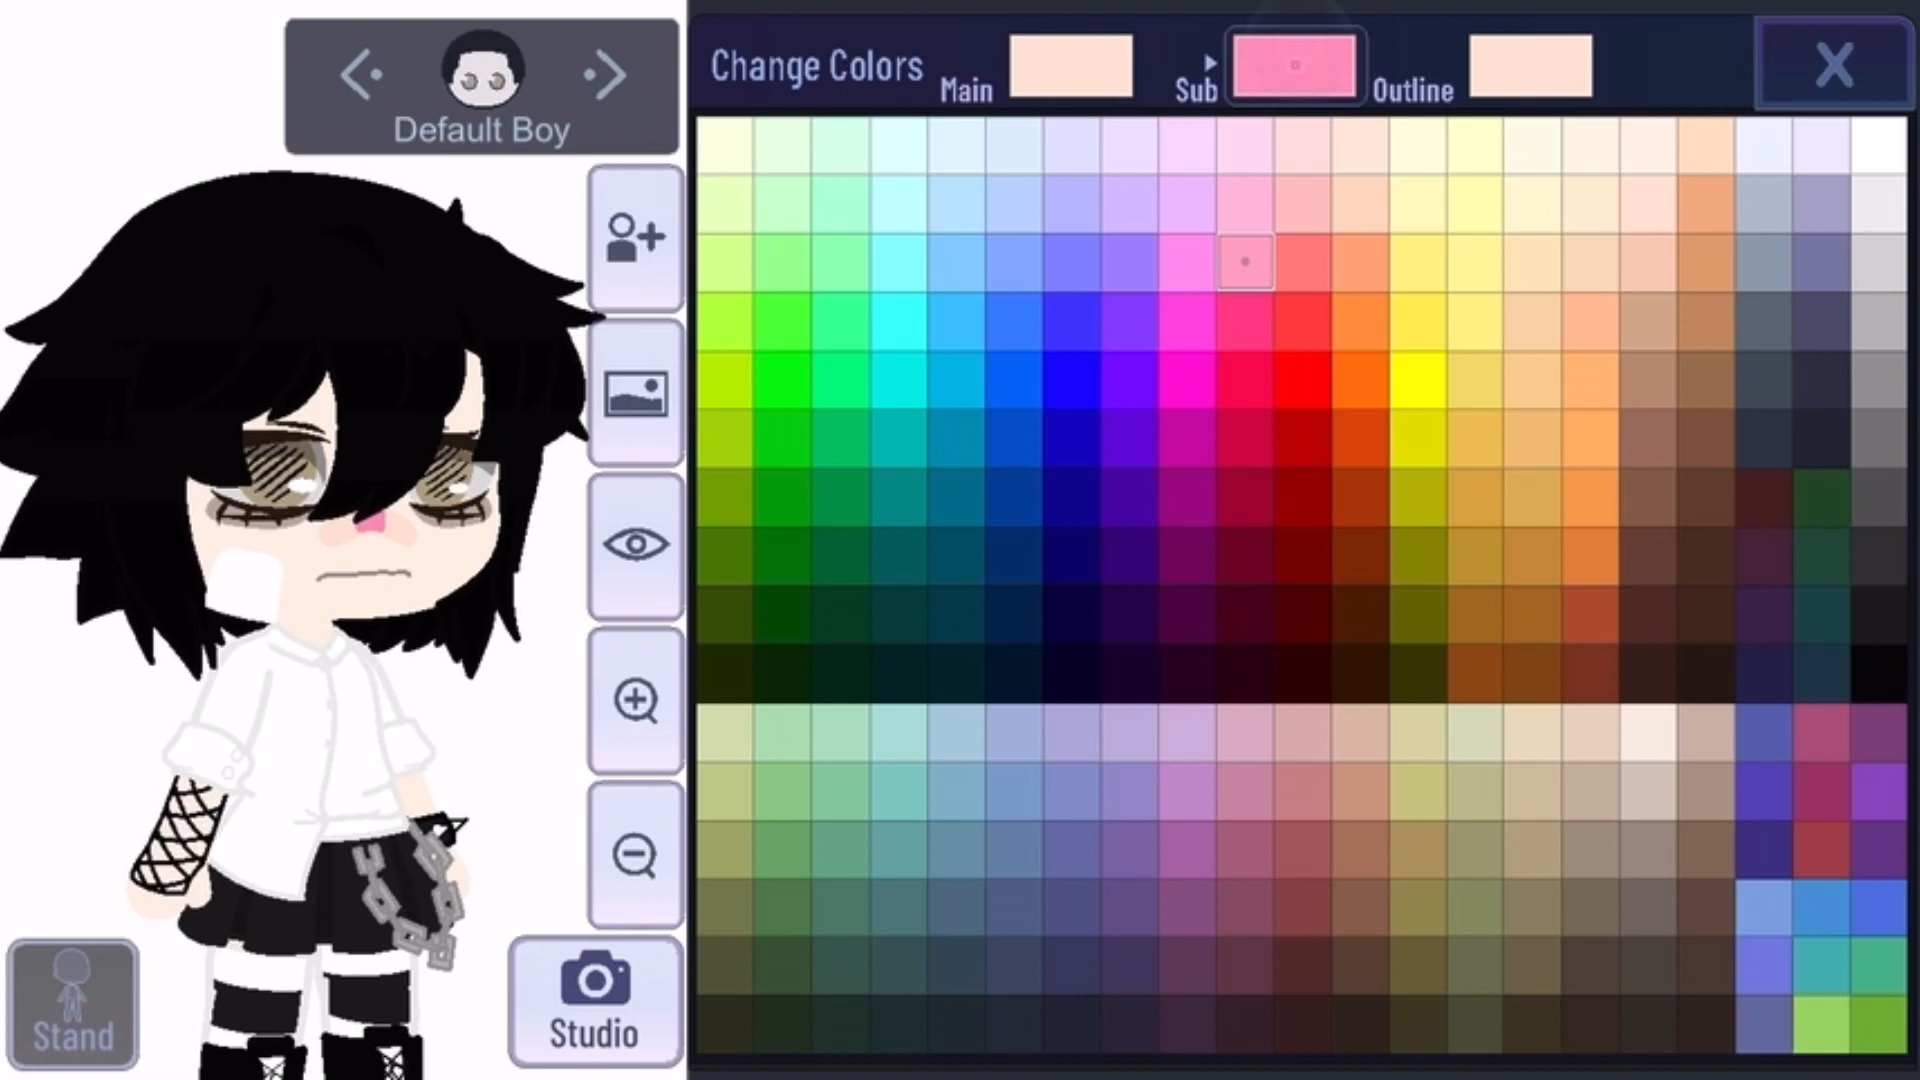 Default Boy
Change Colors
Main
Sub
Outline
X
Stand
Studio